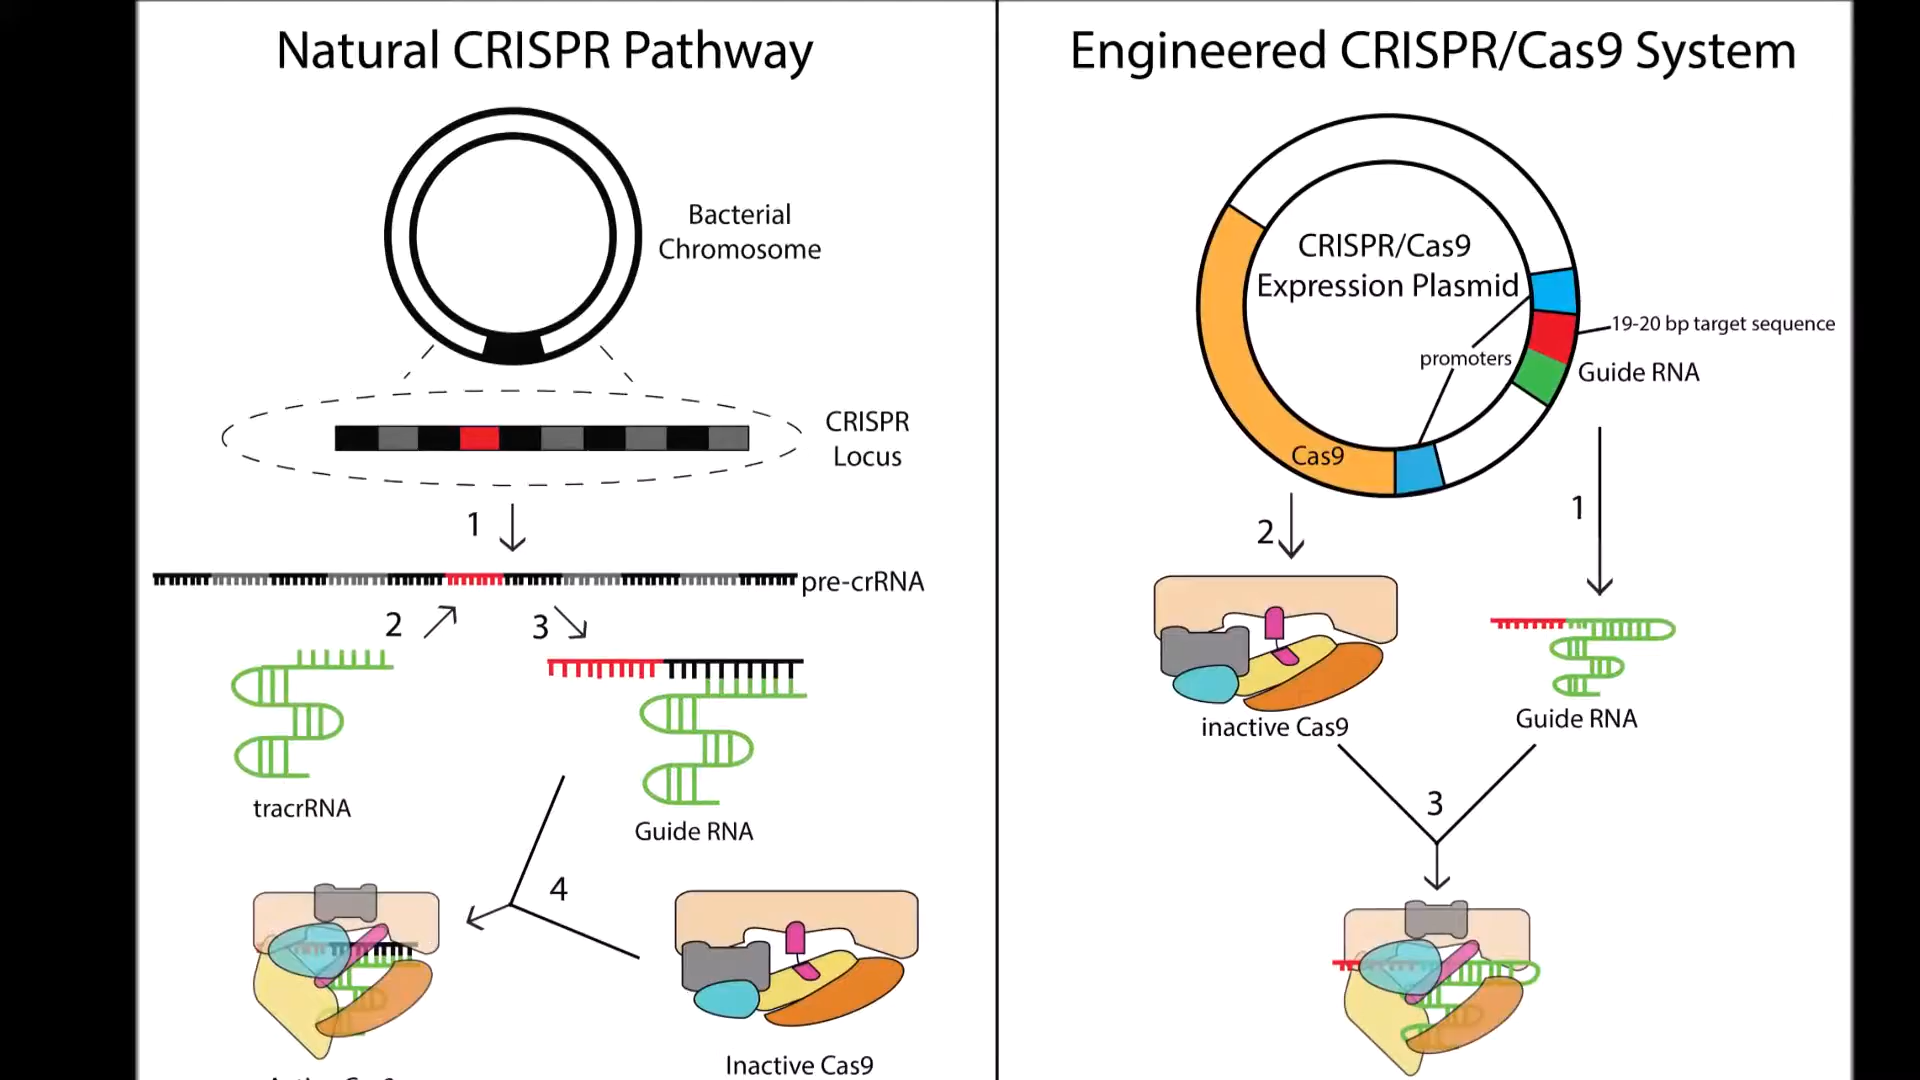 Natural CRISPR Pathway
Bacterial
Chromosome
CRISPR
Locus
1
pre-crRNA
2
3
tracrRNA
Guide RNA
4
Inactive Cas9
Engineered CRISPR/Cas9 System
CRISPR/Cas9
Expression Plasmid
19-20 bp target sequence
promoters
Guide RNA
Cas9
1
2
inactive Cas9
Guide RNA
3